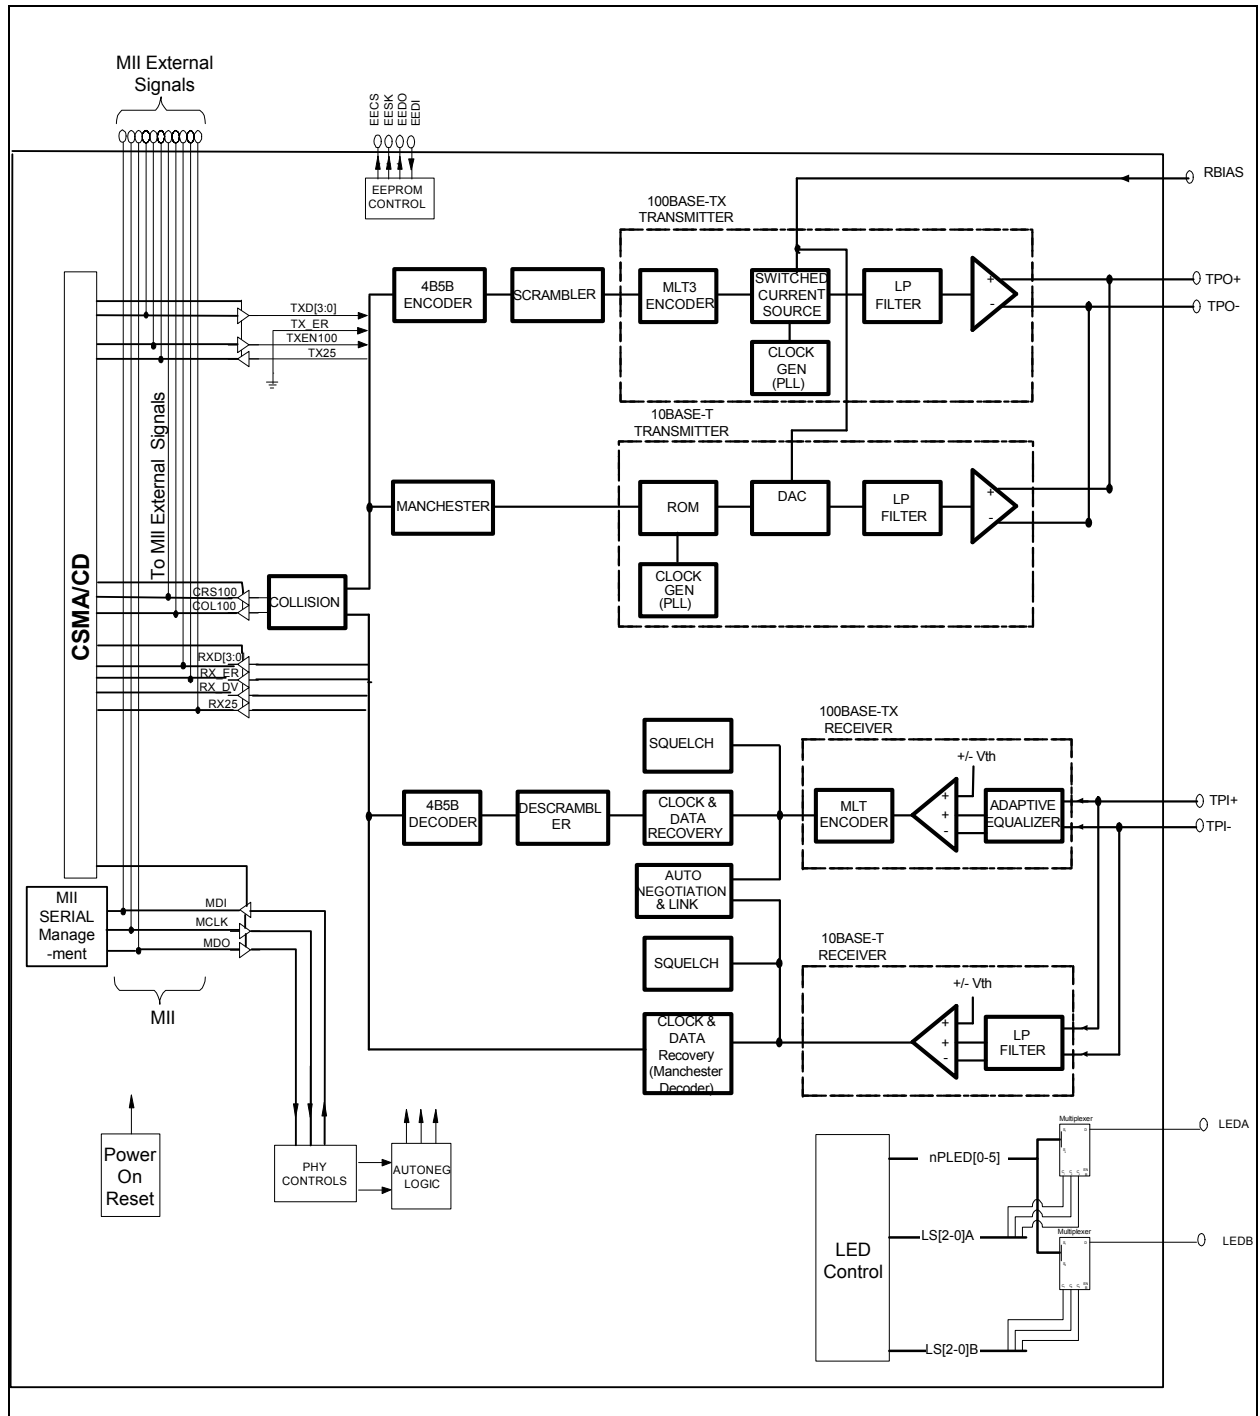 MII External
Signals
EECS
EESK
EEDO
EEDI
EEPROM
CONTROL
RBIAS
100BASE-TX
TRANSMITTER
4B5B
ENCODER
SCRAMBLER
MLT3
ENCODER
SWITCHED
CURRENT
SOURCE
LP
FILTER
+
-
TPO+
TPO-
CLOCK
GEN
(PLL)
TXD[3:0]
TX_ER
TXEN100
TX25
10BASE-T
TRANSMITTER
MANCHESTER
ROM
DAC
LP
FILTER
+
-
CLOCK
GEN
(PLL)
To MII External Signals
CSMA/CD
CRS100
COL100
COLLISION
RXD[3:0]
RX_ER
RX_DV
RX25
100BASE-TX
RECEIVER
SQUELCH
+/- Vth
4B5B
DECODER
DESCRAMBL
ER
CLOCK &
DATA
RECOVERY
MLT
ENCODER
+
+
-
ADAPTIVE
EQUALIZER
TPI+
TPI-
AUTO
NEGOTIATION
& LINK
MII
SERIAL
Manage
-ment
MDI
MCLK
MDO
MII
10BASE-T
RECEIVER
SQUELCH
+/- Vth
CLOCK &
DATA
Recovery
(Manchester
Decoder)
+
+
-
LP
FILTER
Power
On
Reset
PHY
CONTROLS
AUTONEG
LOGIC
LED
Control
nPLED[0-5]
LS[2-0]A
LS[2-0]B
Multiplexer
LEDA
Multiplexer
LEDB